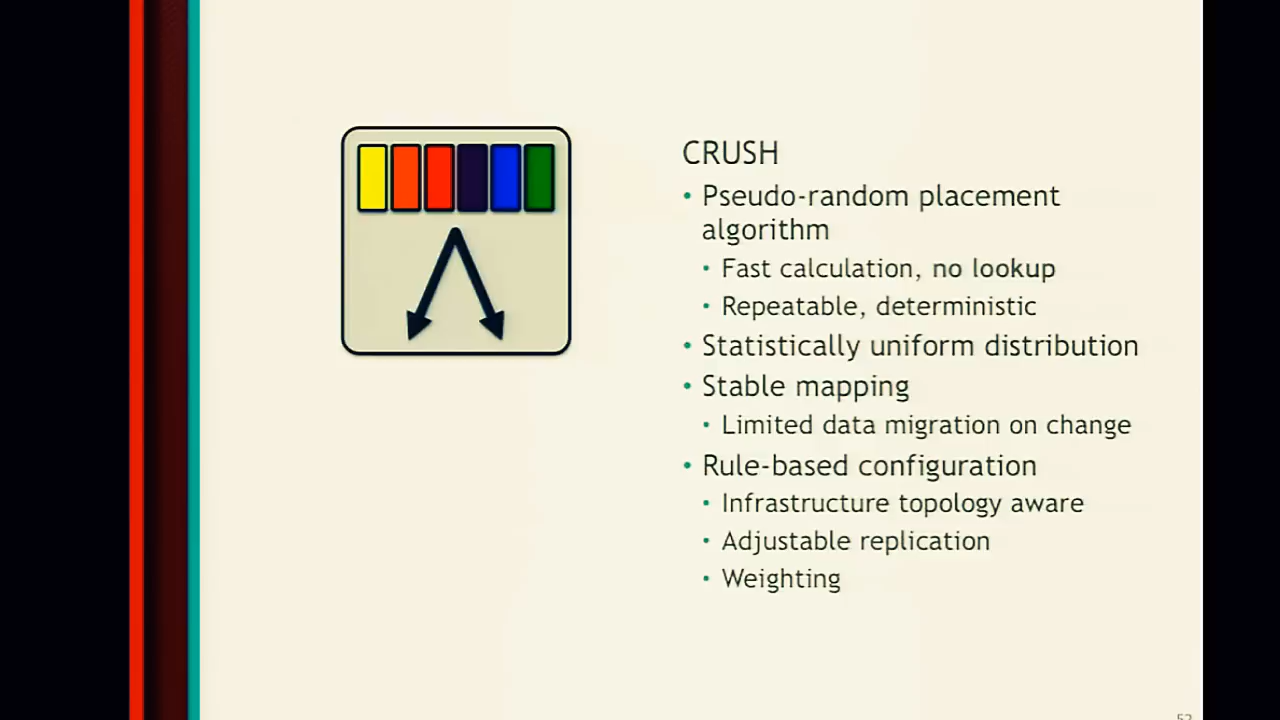 CRUSH
• Pseudo-random placement
algorithm
• Fast calculation, no lookup
• Repeatable, deterministic
• Statistically uniform distribution
• Stable mapping
• Limited data migration on change
• Rule-based configuration
• Infrastructure topology aware
• Adjustable replication
• Weighting